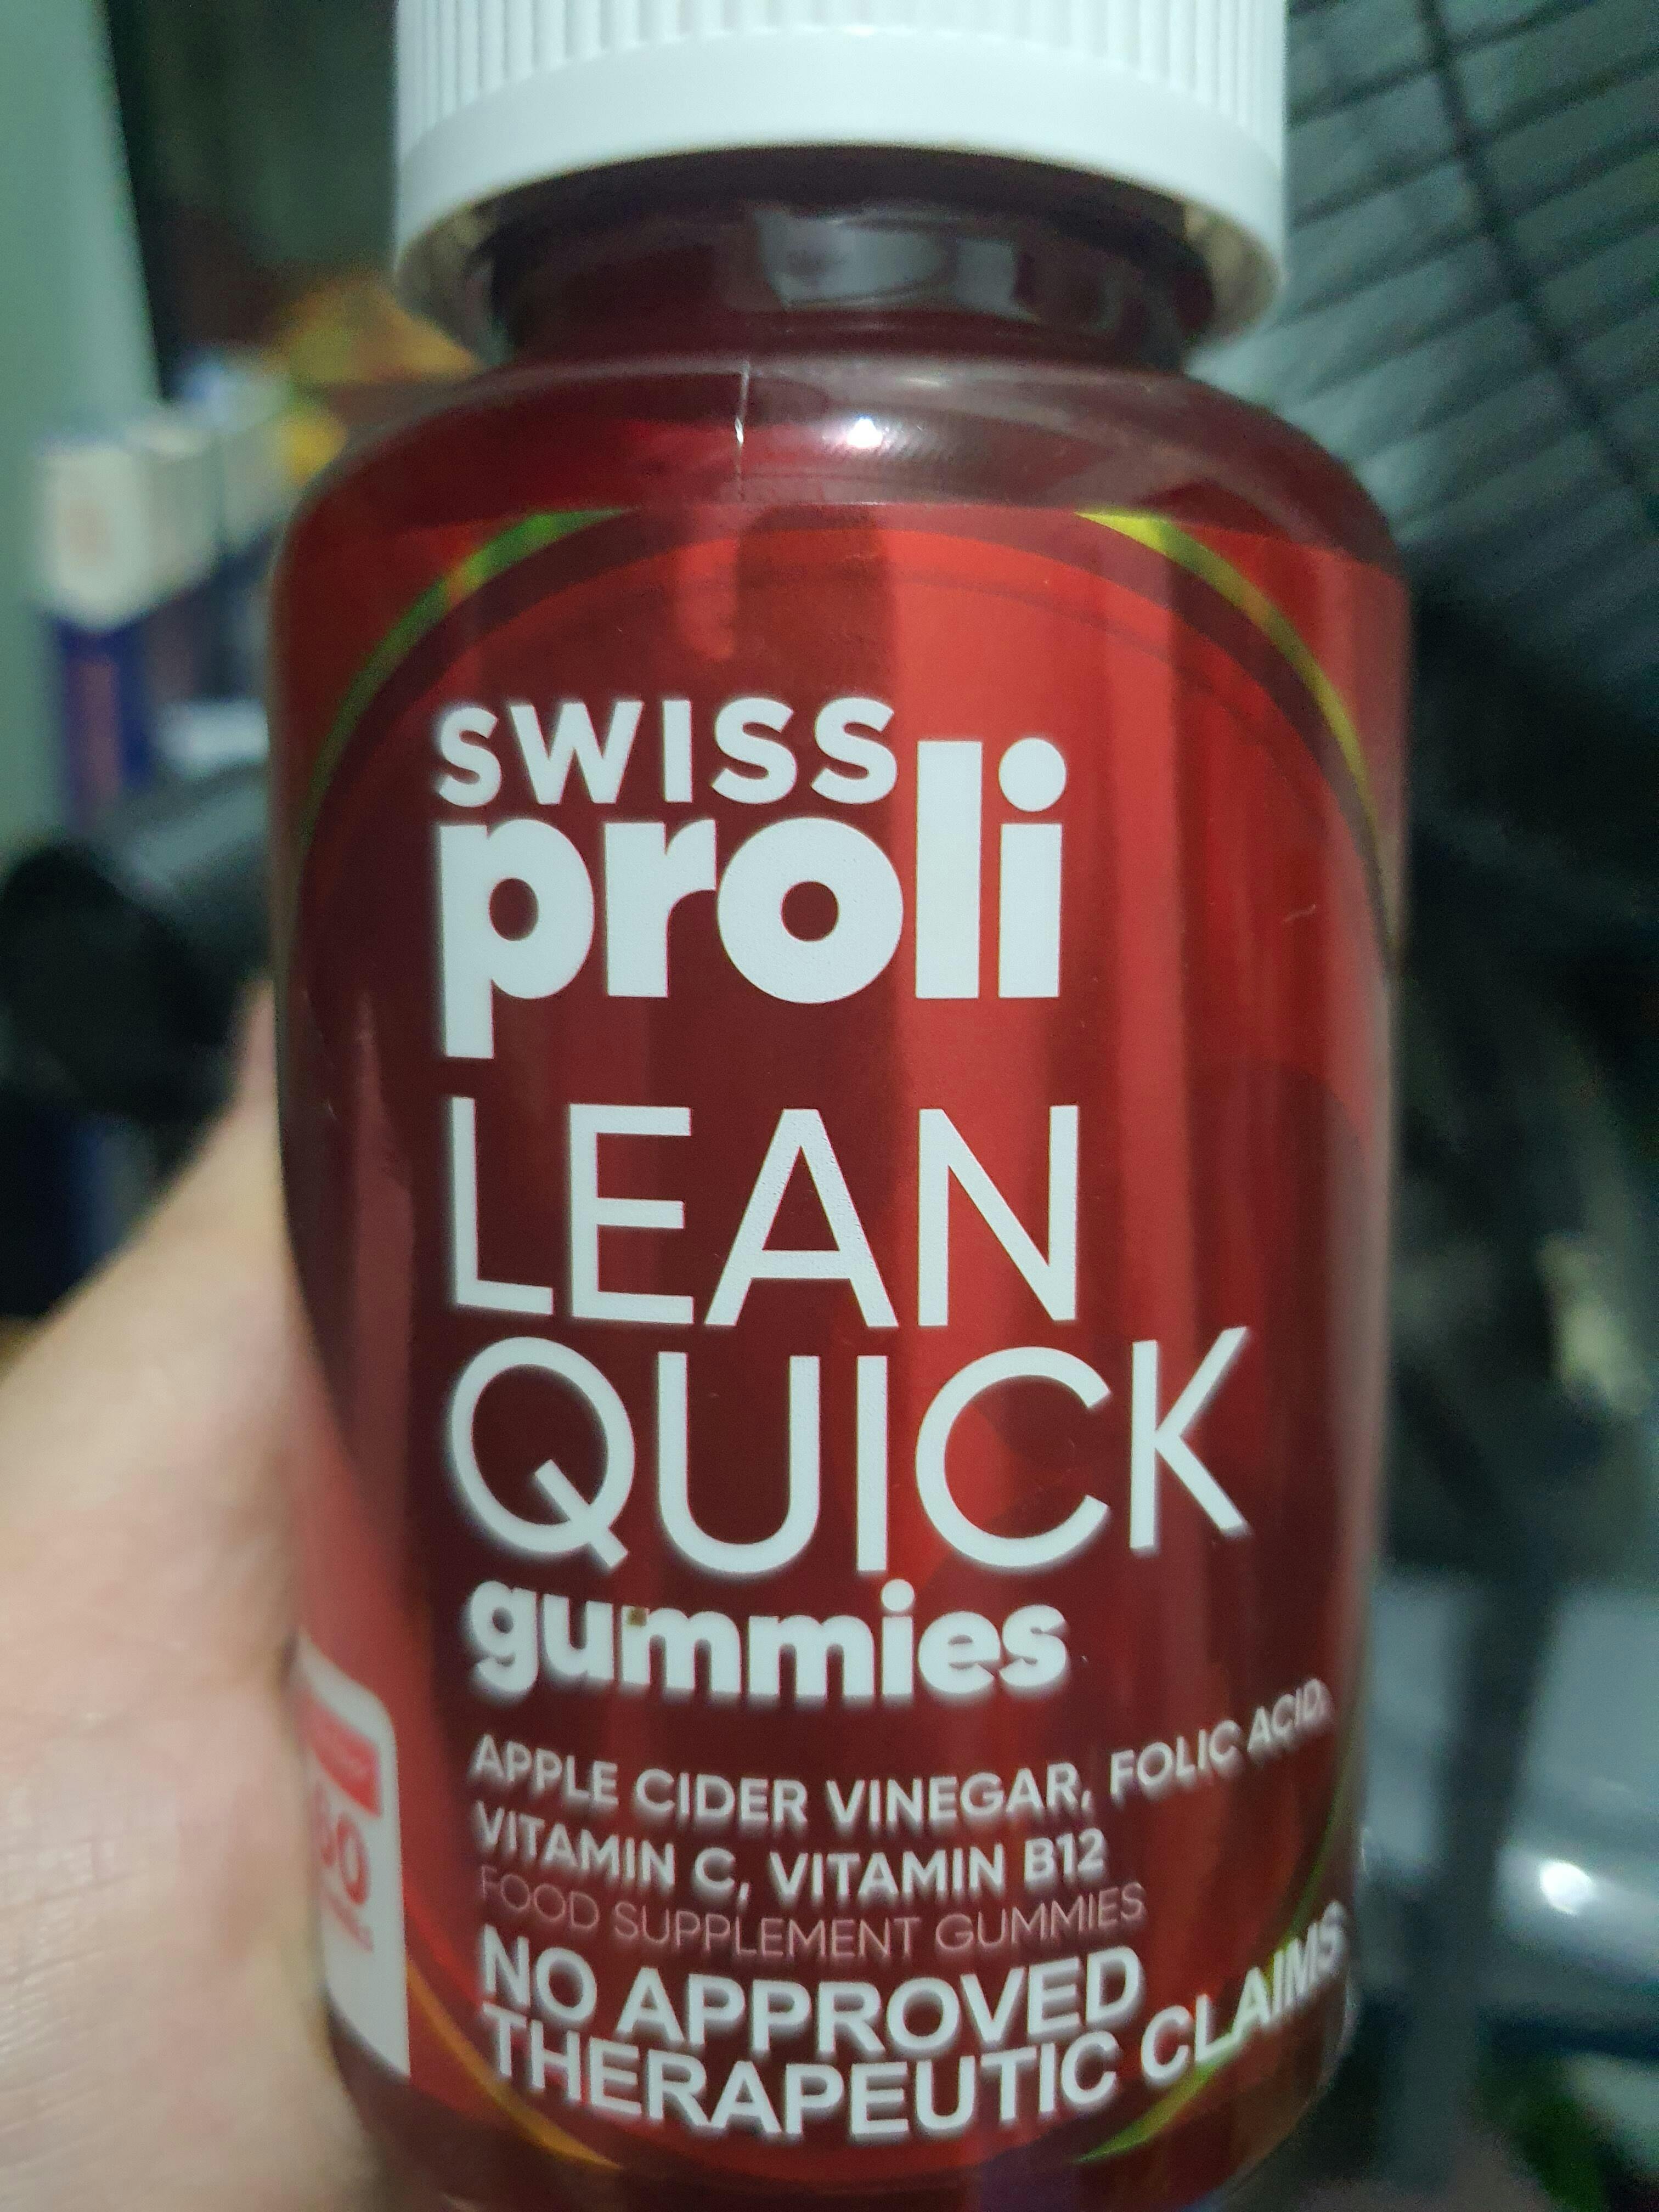 SWISS
proli
LEAN
QUICK
gummies
APPLE CIDER VINEGAR, FOLIC ACID,
VITAMIN C, VITAMIN B12
FOOD SUPPLEMENT GUMMIES
NO APPROVED
THERAPEUTIC CLAIMS